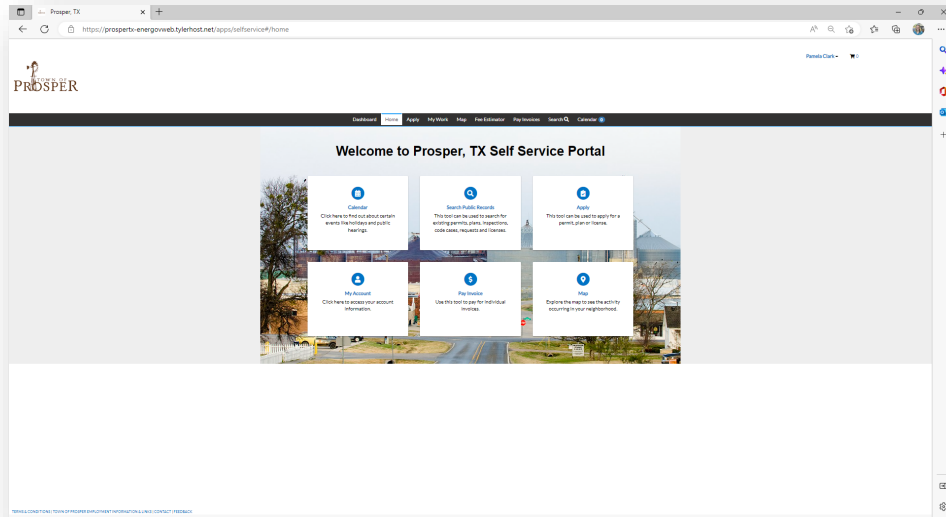 Prosper, TX
https://prospertx-energovweb.tylerhost.net/apps/selfservice#/home
Pamela Clark
0
TOWN OF
PROSPER
Dashboard Home Apply My Work Map Fee Estimator Pay Invoices Search Calendar 0
Welcome to Prosper, TX Self Service Portal
Calendar
Click here to find out about certain
events like holidays and public
hearings.
Search Public Records
This tool can be used to search for
existing permits, plans, inspections,
code cases, requests and licenses.
Apply
This tool can be used to apply for a
permit, plan or license.
My Account
Click here to access your account
information.
Pay Invoice
Use this tool to pay for individual
invoices.
Map
Explore the map to see the activity
occurring in your neighborhood.
TERMS & CONDITIONS | TOWN OF PROSPER EMPLOYMENT INFORMATION & LINKS | CONTACT | FEEDBACK